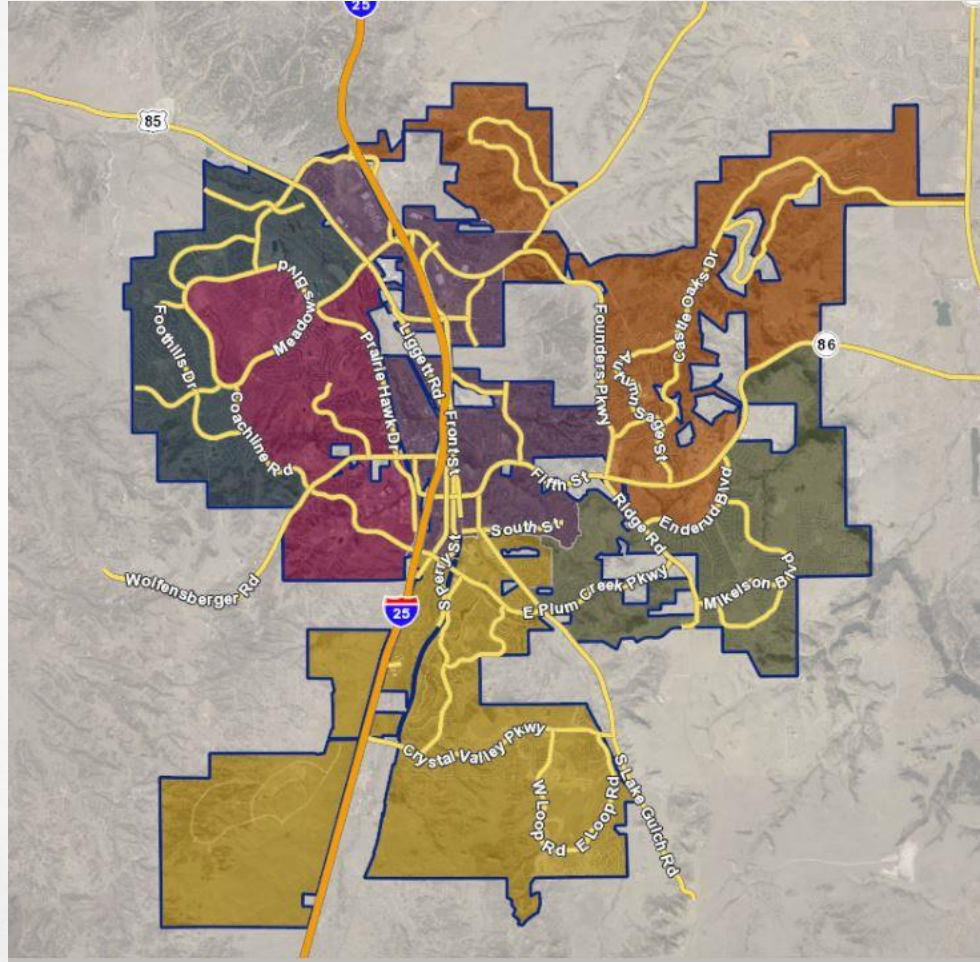 25
85
86
Meadows Blvd
Foothills Dr
Coachline Rd
Prairie Hawk Dr
Liggett Rd
Front St
Founders Pkwy
Castle Oaks Dr
Autumn Sage St
Fifth St
South St
Ridge Rd
Enderud Blvd
Mikelson Blvd
E Plum Creek Pkwy
S Perry St
Wolfensberger Rd
25
Crystal Valley Pkwy
W Loop Rd
E Loop Rd
S Lake Gulch Rd